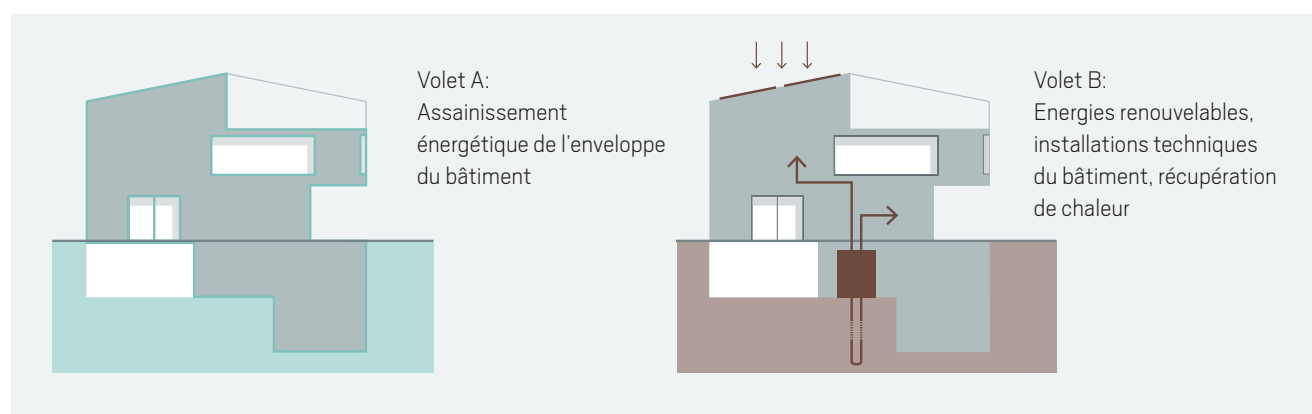 Volet A:
Assainissement
énergétique de l'enveloppe
du bâtiment
Volet B:
Energies renouvelables,
installations techniques
du bâtiment, récupération
de chaleur